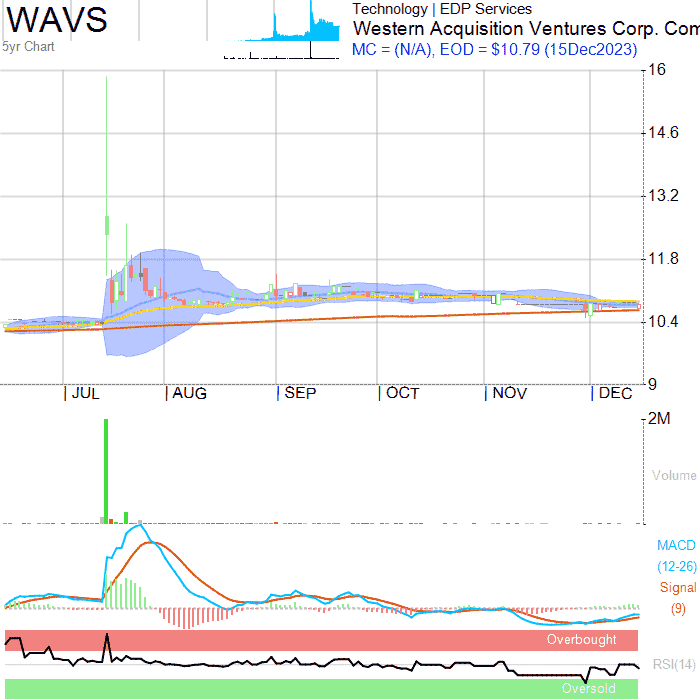 WAVS
5yr Chart
Technology | EDP Services
Western Acquisition Ventures Corp. Com
MC = (N/A), EOD = $10.79 (15Dec2023)
16
14.6
13.2
11.8
10.4
9
JUL AUG SEP OCT NOV DEC
2M
Volume
MACD
(12-26)
Signal
(9)
Overbought
RSI(14)
Oversold